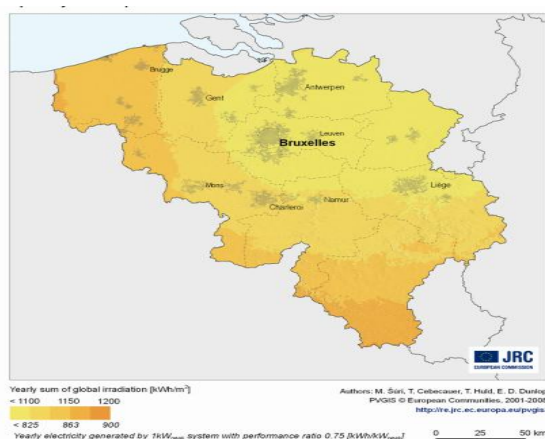 Brugge
Gent
Antwerpen
Leuven
Bruxelles
Mons
Charleroi
Namur
Liége
JRC
EUROPEAN COMMISSION
Yearly sum of global irradiation [kWh/m²]
< 1100 1150 1200
< 825 863 900
Yearly electricity generated by 1kWpeak system with performance ratio 0.75 [kWh/kWpeak]
Authors: M. Šúri, T. Cebecauer, T. Huld, E. D. Dunlop
PVGIS © European Communities, 2001-2008
http://re.jrc.ec.europa.eu/pvgis
0 25 50 km